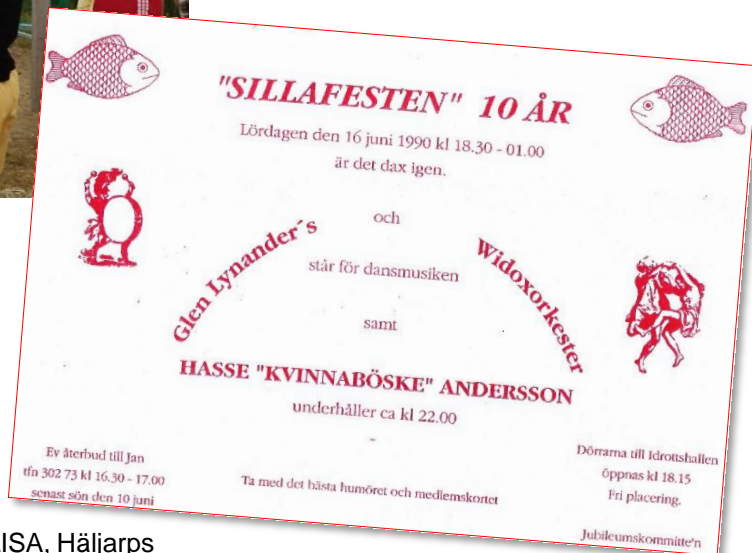 "SILLAFESTEN" 10 ÅR
Lördagen den 16 juni 1990 kl 18.30 - 01.00
är det dax igen.
Glen Lynander´s
och
Widoxorkester
står för dansmusiken
samt
HASSE "KVINNABÖSKE" ANDERSSON
underhåller ca kl 22.00
-
Ev återbud till Jan
tfn 302 73 kl 16.30 - 17.00
senast sön den 10 juni
Ta med det bästa humöret och medlemskortet
Dörrarna till Idrottshallen
öppnas kl 18.15
Fri placering.
Jubileumskommitte'n
LISA, Häljarps